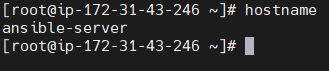 [root@ip-172-31-43-246 ~]# hostname
ansible-server
[root@ip-172-31-43-246 ~]#